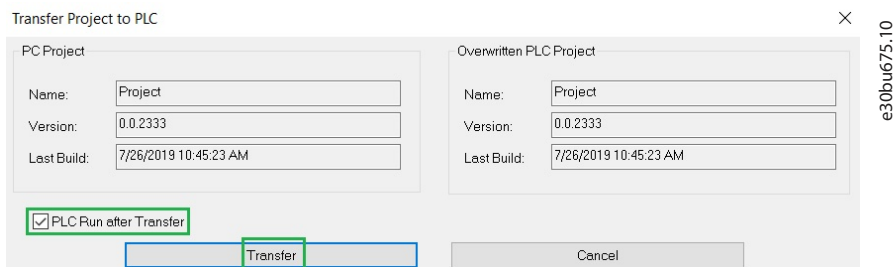 Transfer Project to PLC
PC Project
Name: Project
Version: 0.0.2333
Last Build: 7/26/2019 10:45:23 AM
Overwritten PLC Project
Name: Project
Version: 0.0.2333
Last Build: 7/26/2019 10:45:23 AM
PLC Run after Transfer
Transfer Cancel
e30bu675.10